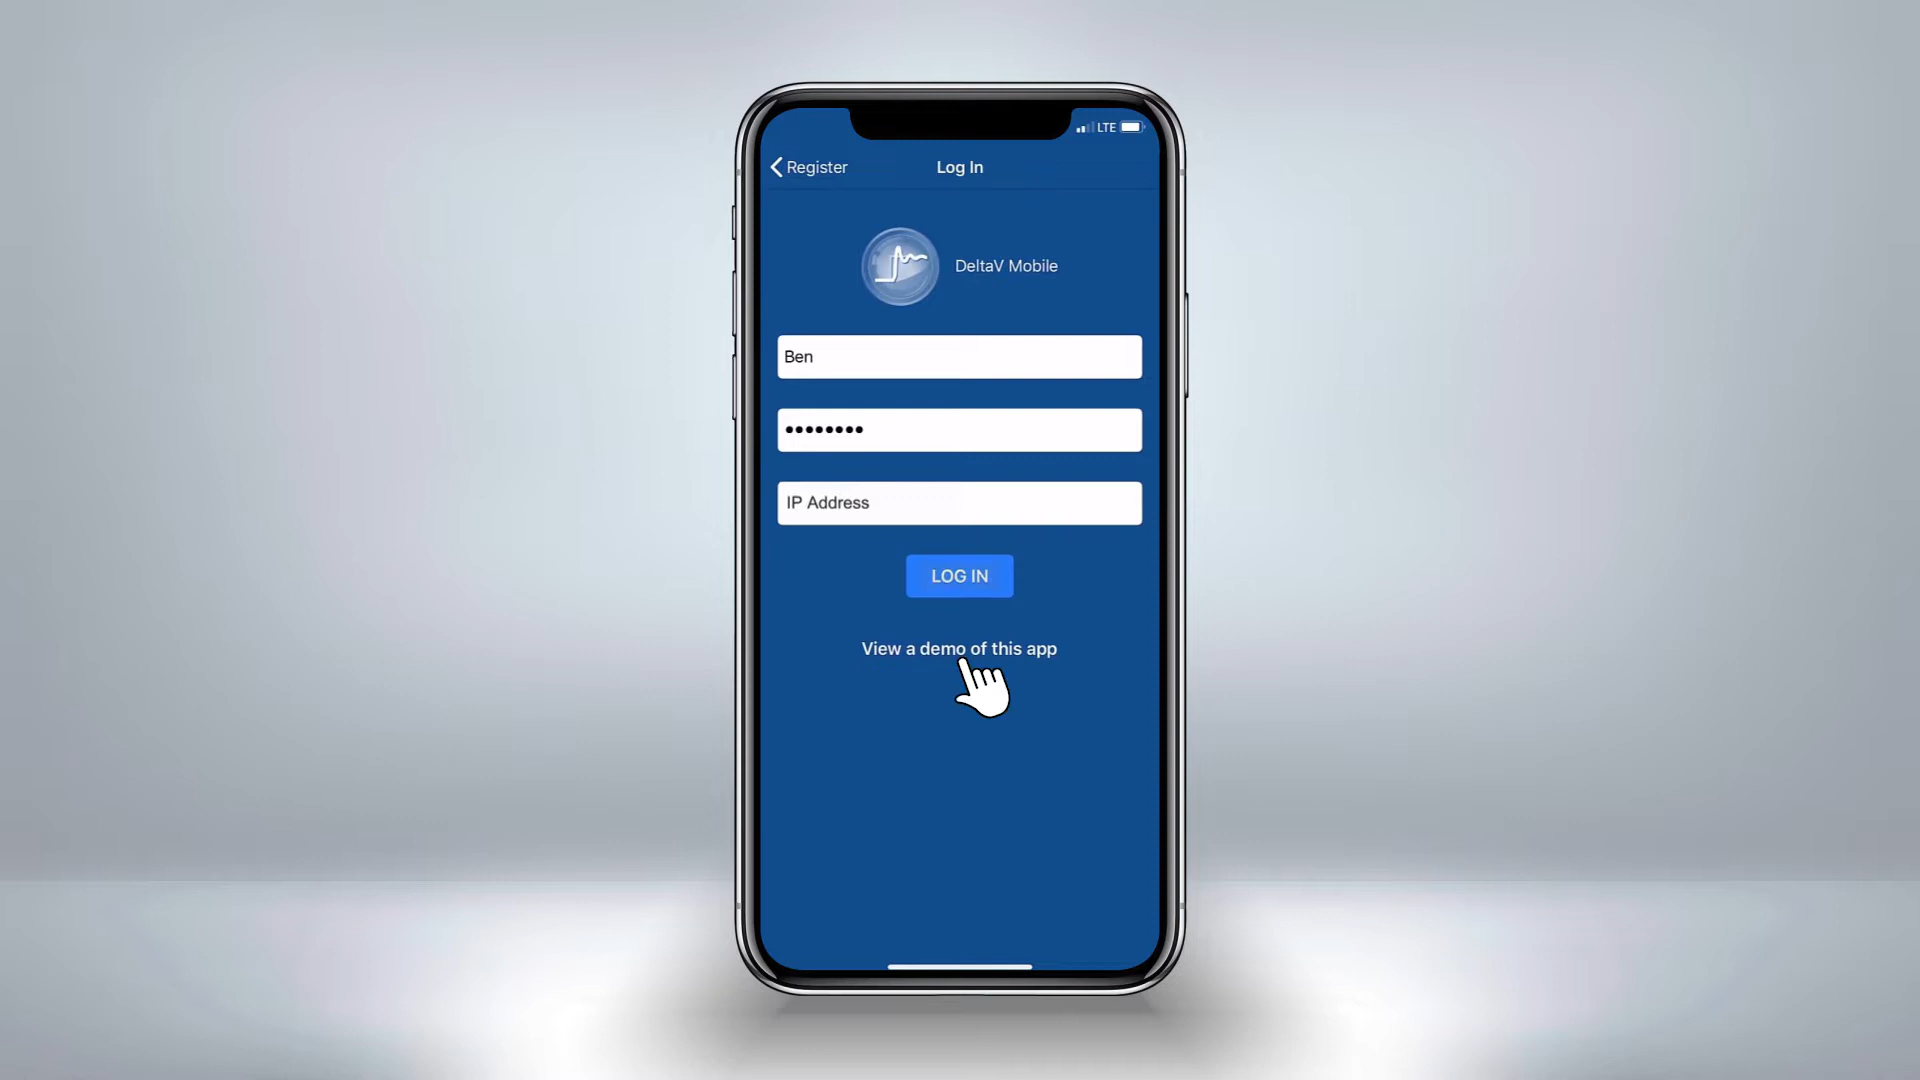 LTE
Register
Log In
DeltaV Mobile
Ben
••••••••
IP Address
LOG IN
View a demo of this app